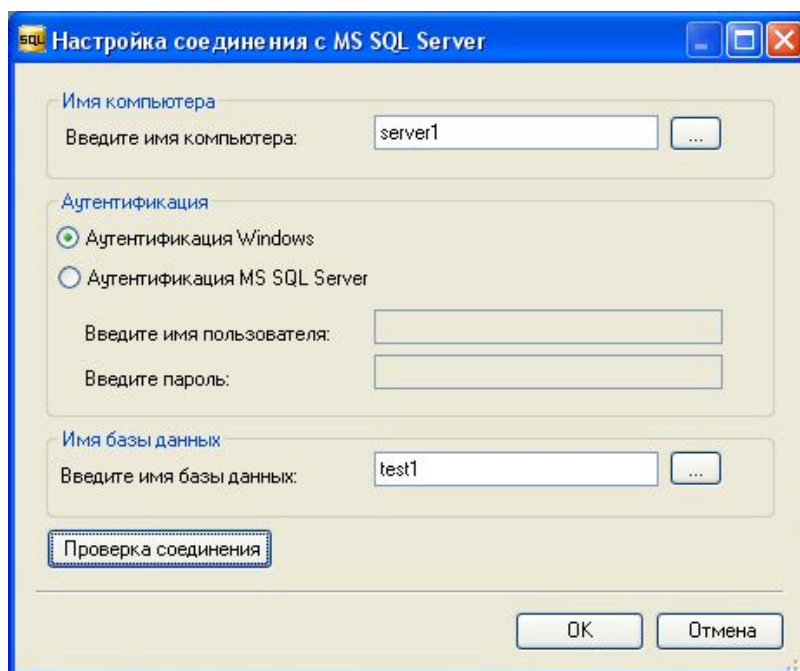 SQL Настройка соединения с MS SQL Server
Имя компьютера
Введите имя компьютера: server1 ...
Аутентификация
Аутентификация Windows
Аутентификация MS SQL Server
Введите имя пользователя:
Введите пароль:
Имя базы данных
Введите имя базы данных: test1 ...
Проверка соединения
OK Отмена